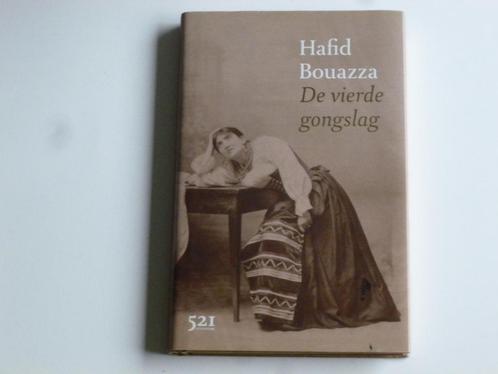 Hafid
Bouazza
De vierde
gongslag
521